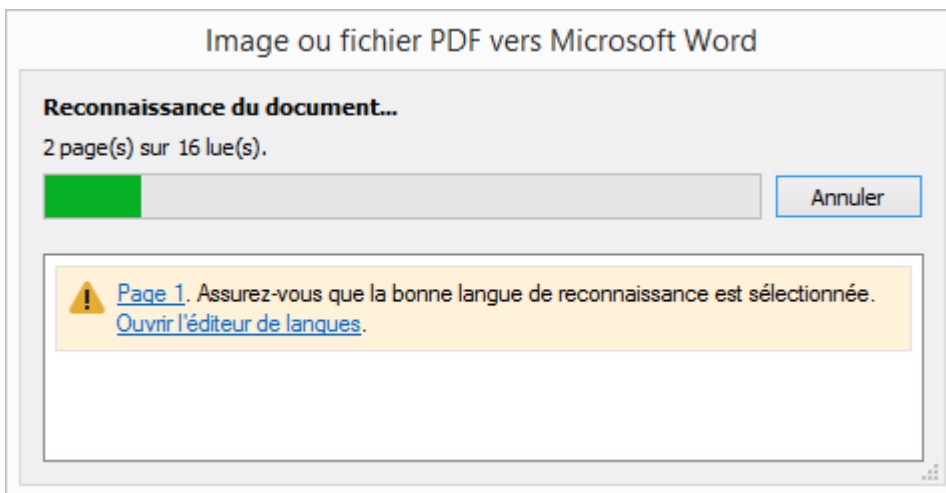 Image ou fichier PDF vers Microsoft Word
Reconnaissance du document...
2 page(s) sur 16 lue(s).
Annuler
Page 1. Assurez-vous que la bonne langue de reconnaissance est sélectionnée.
Ouvrir l'éditeur de langues.